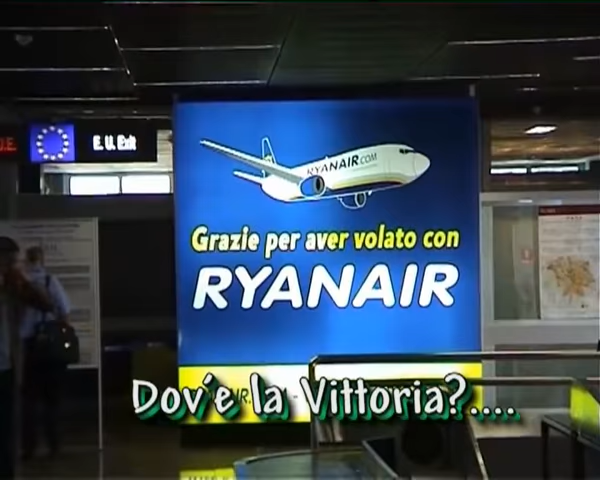 U.E.
E.U. Exit
RYANAIR.COM
Grazie per aver volato con
RYANAIR
Dov'e la Vittoria?....